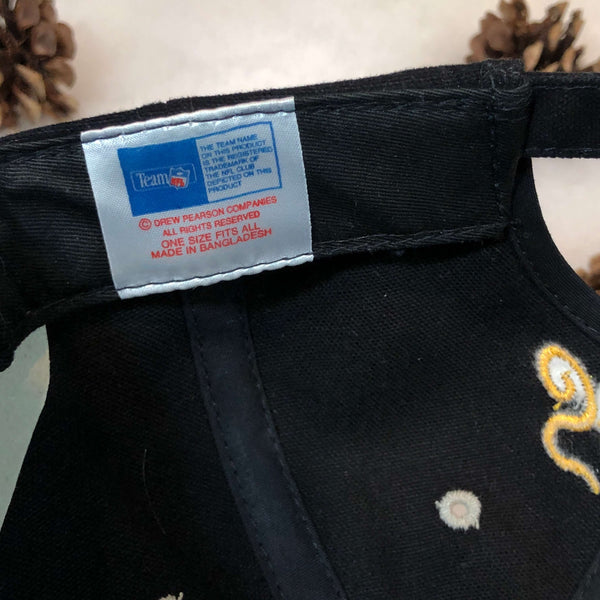 Team NFL
THE TEAM NAME
ON THIS PRODUCT
IS THE REGISTERED
TRADEMARK OF
THE NFL CLUB
DEPICTED ON THIS
PRODUCT
© DREW PEARSON COMPANIES
ALL RIGHTS RESERVED
ONE SIZE FITS ALL
MADE IN BANGLADESH